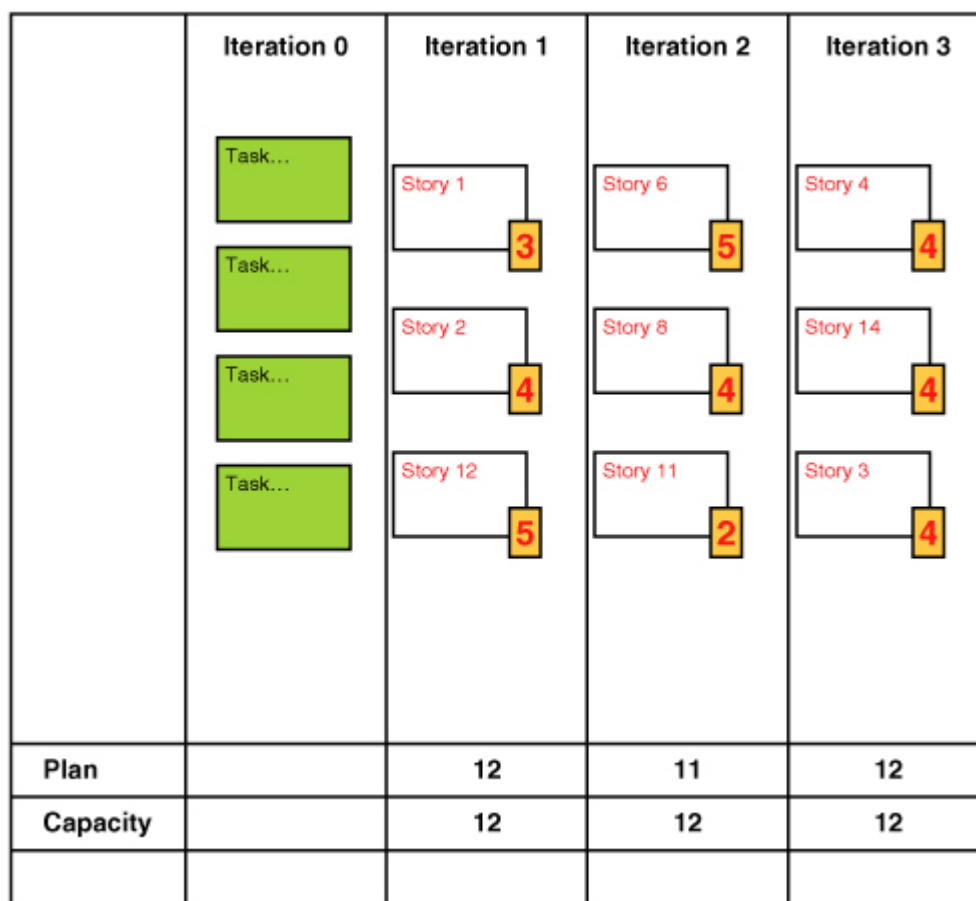 Iteration 0 Iteration 1 Iteration 2 Iteration 3
Task...
Story 1 Story 6 Story 4
3 5 4
Task...
Story 2 Story 8 Story 14
4 4 4
Task...
Story 12 Story 11 Story 3
Task...
5 2 4
Plan 12 11 12
Capacity 12 12 12